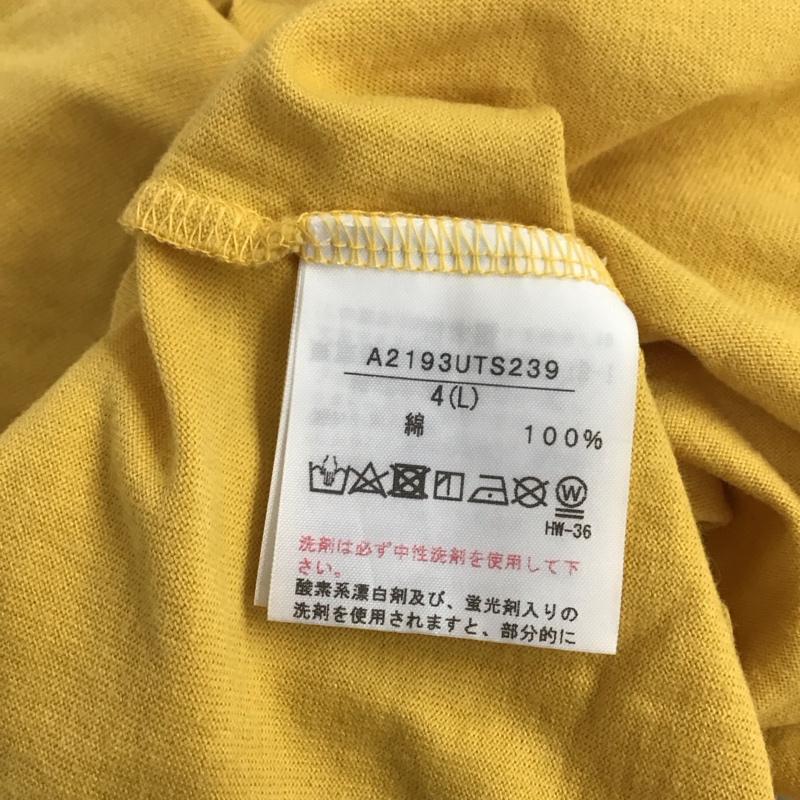 A2193UTS239
4(L)
綿 100%
W
HW-36
洗剤は必ず中性洗剤を使用して下
さい。
酸素系漂白剤及び、蛍光剤入りの
洗剤を使用されますと、部分的に